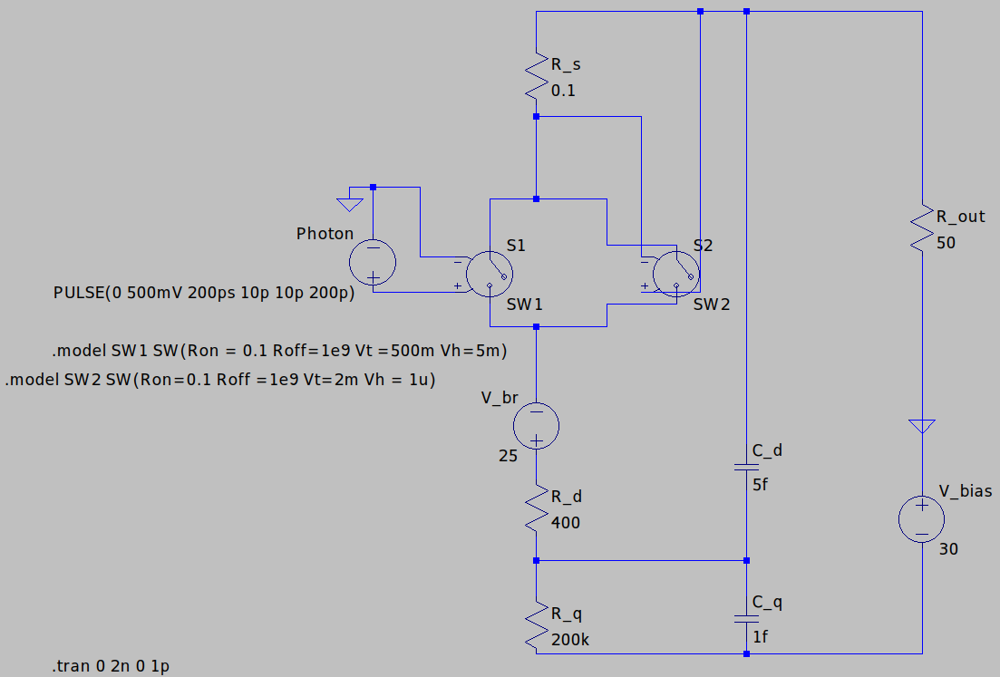 R_s
0.1
Photon
R_out
50
S1
S2
PULSE(0 500mV 200ps 10p 10p 200p)
SW1
SW2
.model SW1 SW(Ron = 0.1 Roff=1e9 Vt =500m Vh=5m)
.model SW2 SW(Ron=0.1 Roff =1e9 Vt=2m Vh = 1u)
V_br
25
C_d
5f
R_d
400
V_bias
30
C_q
1f
R_q
200k
.tran 0 2n 0 1p